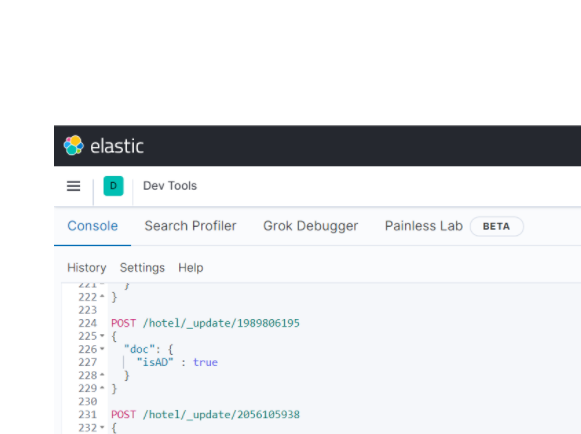 elastic
D Dev Tools
Console Search Profiler Grok Debugger Painless Lab BETA
History Settings Help
221 }
222 }
223
224 POST /hotel/_update/1989806195
225 {
226 "doc": {
227 "isAD" : true
228 }
229 }
230
231 POST /hotel/_update/2056105938
232 {